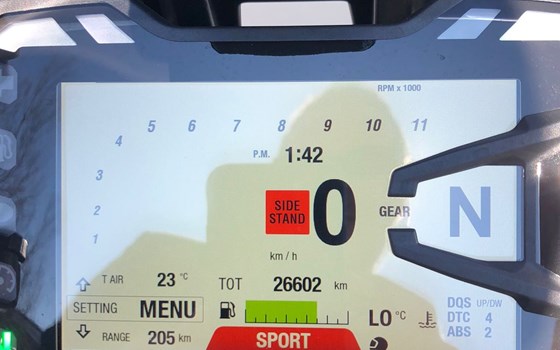 RPM x 1000
1 2 3 4 5 6 7 8 9 10 11
P.M. 1:42
SIDE
STAND
0
km / h
GEAR N
T AIR 23 °C
TOT 26602 km
SETTING MENU
LO °C
RANGE 205 km
SPORT
DQS UP/DW
DTC 4
ABS 2